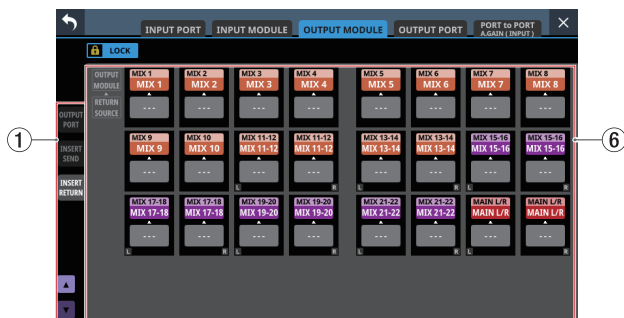 INPUT PORT INPUT MODULE OUTPUT MODULE OUTPUT PORT PORT to PORT
A.GAIN ( INPUT )
LOCK
OUTPUT MODULE
RETURN SOURCE
MIX 1 MIX 2 MIX 3 MIX 4 MIX 5 MIX 6 MIX 7 MIX 8
MIX 1 MIX 2 MIX 3 MIX 4 MIX 5 MIX 6 MIX 7 MIX 8
--- --- --- --- --- --- --- ---
OUTPUT PORT
INSERT SEND
INSERT RETURN
1
6
MIX 9 MIX 10 MIX 11-12 MIX 11-12 MIX 13-14 MIX 13-14 MIX 15-16 MIX 15-16
MIX 9 MIX 10 MIX 11-12 MIX 11-12 MIX 13-14 MIX 13-14 MIX 15-16 MIX 15-16
--- --- --- --- --- --- --- ---
L R L R L R
MIX 17-18 MIX 17-18 MIX 19-20 MIX 19-20 MIX 21-22 MIX 21-22 MAIN L/R MAIN L/R
MIX 17-18 MIX 17-18 MIX 19-20 MIX 19-20 MIX 21-22 MIX 21-22 MAIN L/R MAIN L/R
--- --- --- --- --- --- --- ---
L R L R L R L R